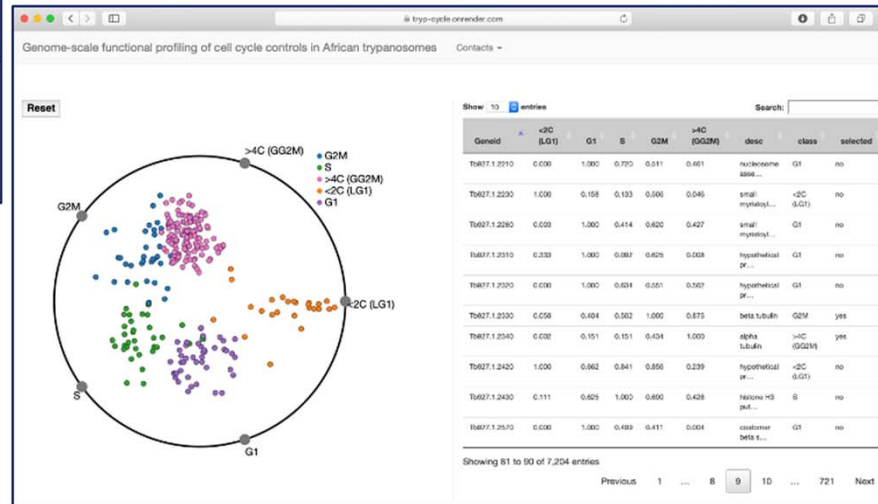 tryp-cycle.onrender.com
Genome-scale functional profiling of cell cycle controls in African trypanosomes Contacts
Reset
>4C (GG2M)
G2M
<2C (LG1)
S
G1
G2M
S
>4C (GG2M)
<2C (LG1)
G1
Show 10 entries Search:
Geneid <2C (LG1) G1 S G2M >4C (GG2M) desc class selected
Tb927.1.2210 0.000 1.000 0.720 0.511 0.461 nucleosome asse... G1 no
Tb927.1.2230 1.000 0.158 0.133 0.506 0.046 small myristoyl... <2C (LG1) no
Tb927.1.2260 0.000 1.000 0.414 0.620 0.427 small myristoyl... G1 no
Tb927.1.2310 0.333 1.000 0.092 0.625 0.008 hypothetical pr... G1 no
Tb927.1.2320 0.000 1.000 0.634 0.551 0.562 hypothetical pr... G1 no
Tb927.1.2330 0.058 0.464 0.502 1.000 0.875 beta tubulin G2M yes
Tb927.1.2340 0.002 0.151 0.151 0.434 1.000 alpha tubulin >4C (GG2M) yes
Tb927.1.2420 1.000 0.662 0.841 0.856 0.239 hypothetical pr... <2C (LG1) no
Tb927.1.2430 0.111 0.625 1.000 0.690 0.428 histone H3 put... S no
Tb927.1.2570 0.000 1.000 0.411 0.004 coatomer beta s... G1 no
Showing 81 to 90 of 7,204 entries
Previous 1 ... 8 9 10 ... 721 Next